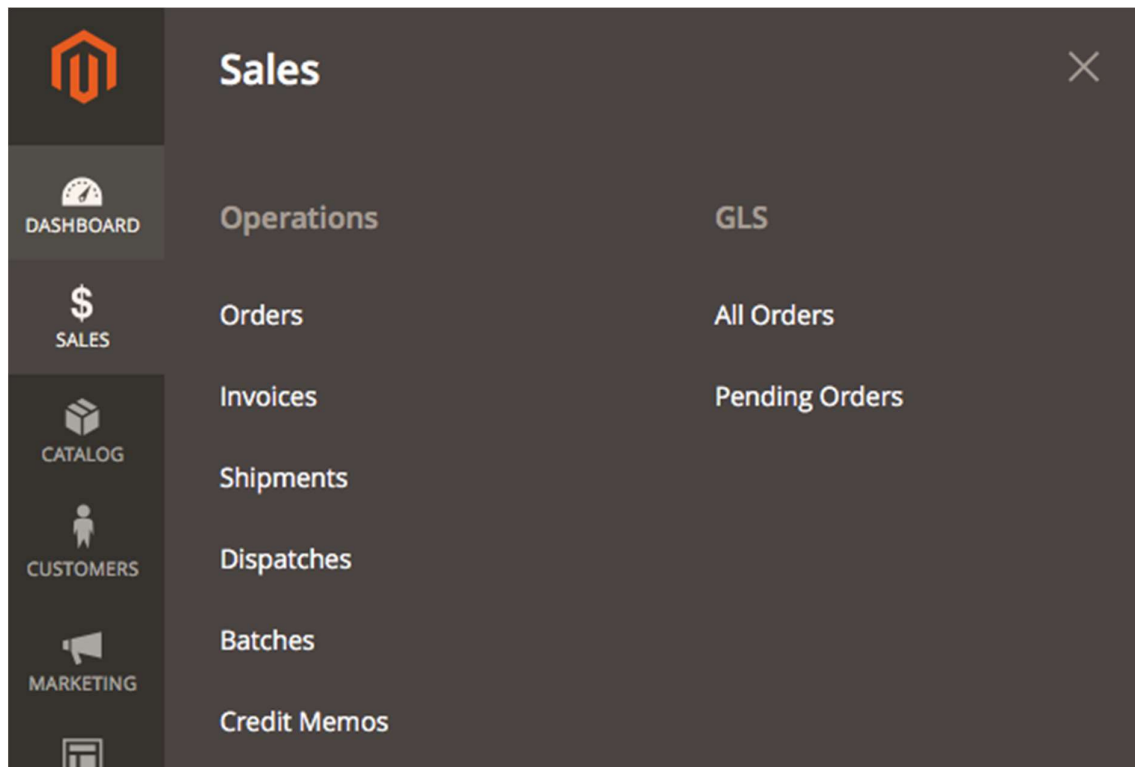 Sales
DASHBOARD
SALES
CATALOG
CUSTOMERS
MARKETING
Operations
Orders
Invoices
Shipments
Dispatches
Batches
Credit Memos
GLS
All Orders
Pending Orders